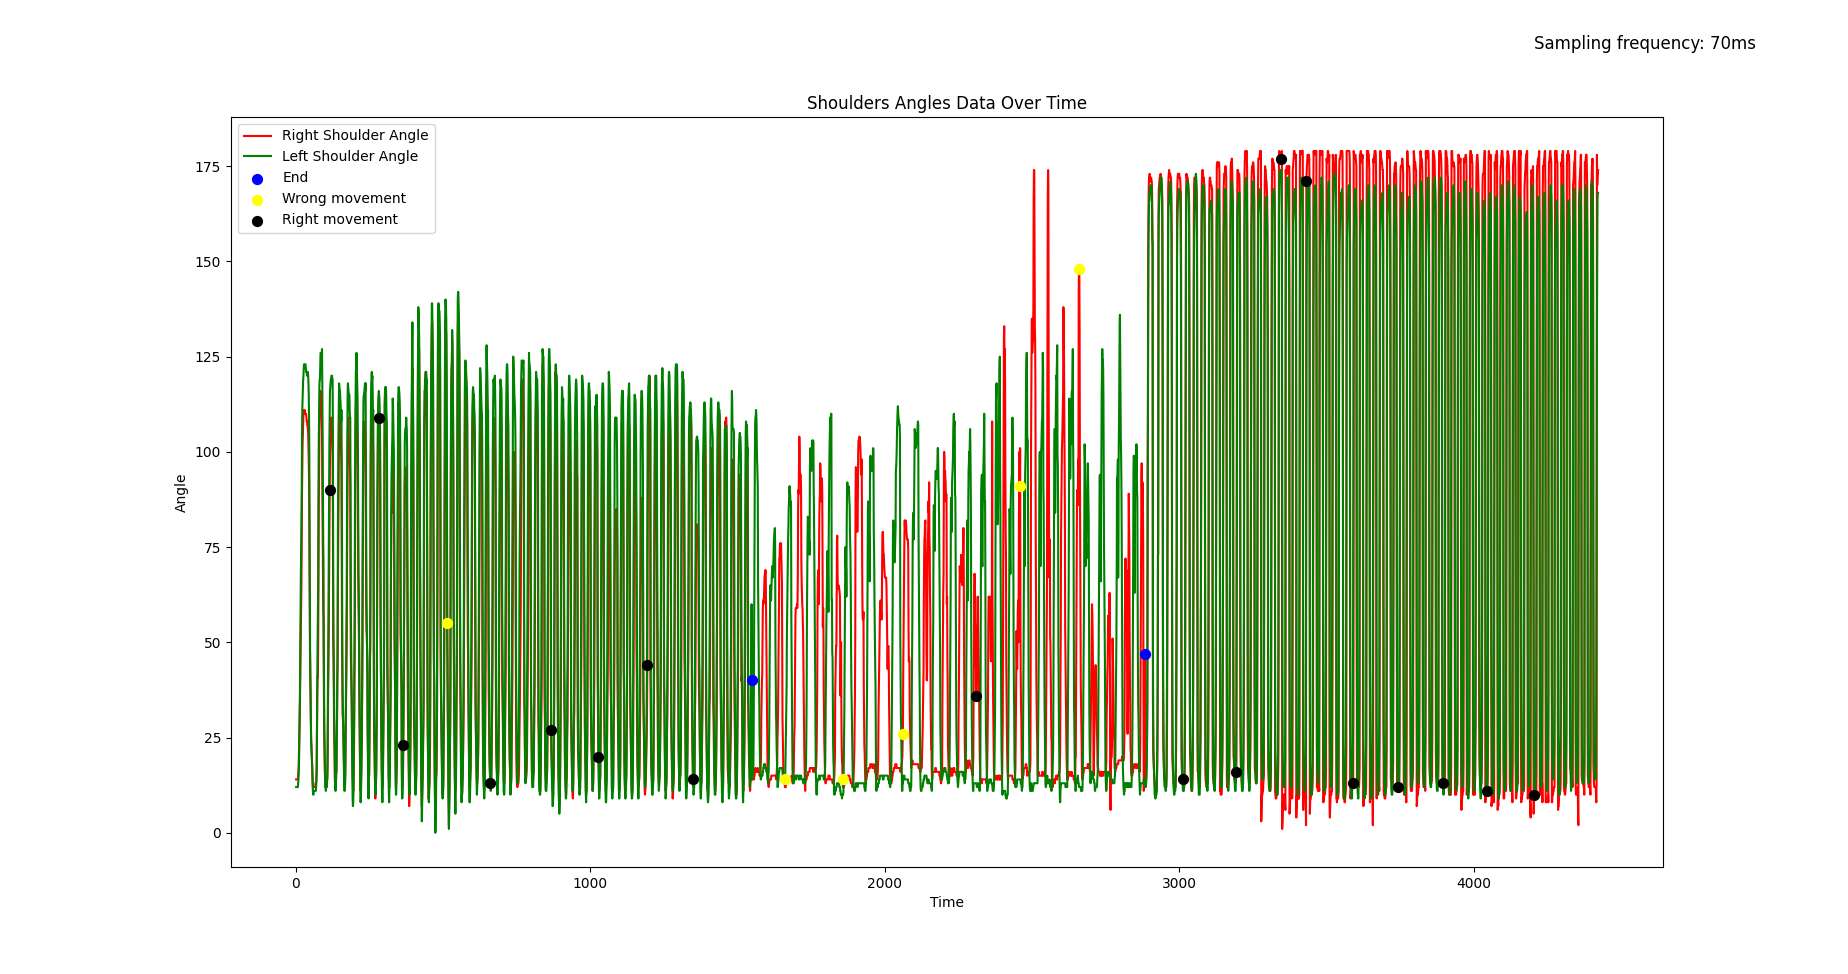 Sampling frequency: 70ms
Shoulders Angles Data Over Time
Right Shoulder Angle
Left Shoulder Angle
End
Wrong movement
Right movement
175
150
125
100
75
50
25
0
Angle
0 1000 2000 3000 4000
Time